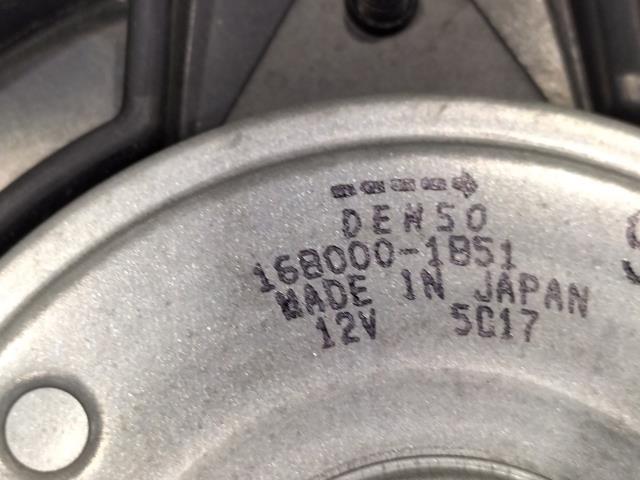 DENSO
168000-1851
MADE IN JAPAN
12V 5C17